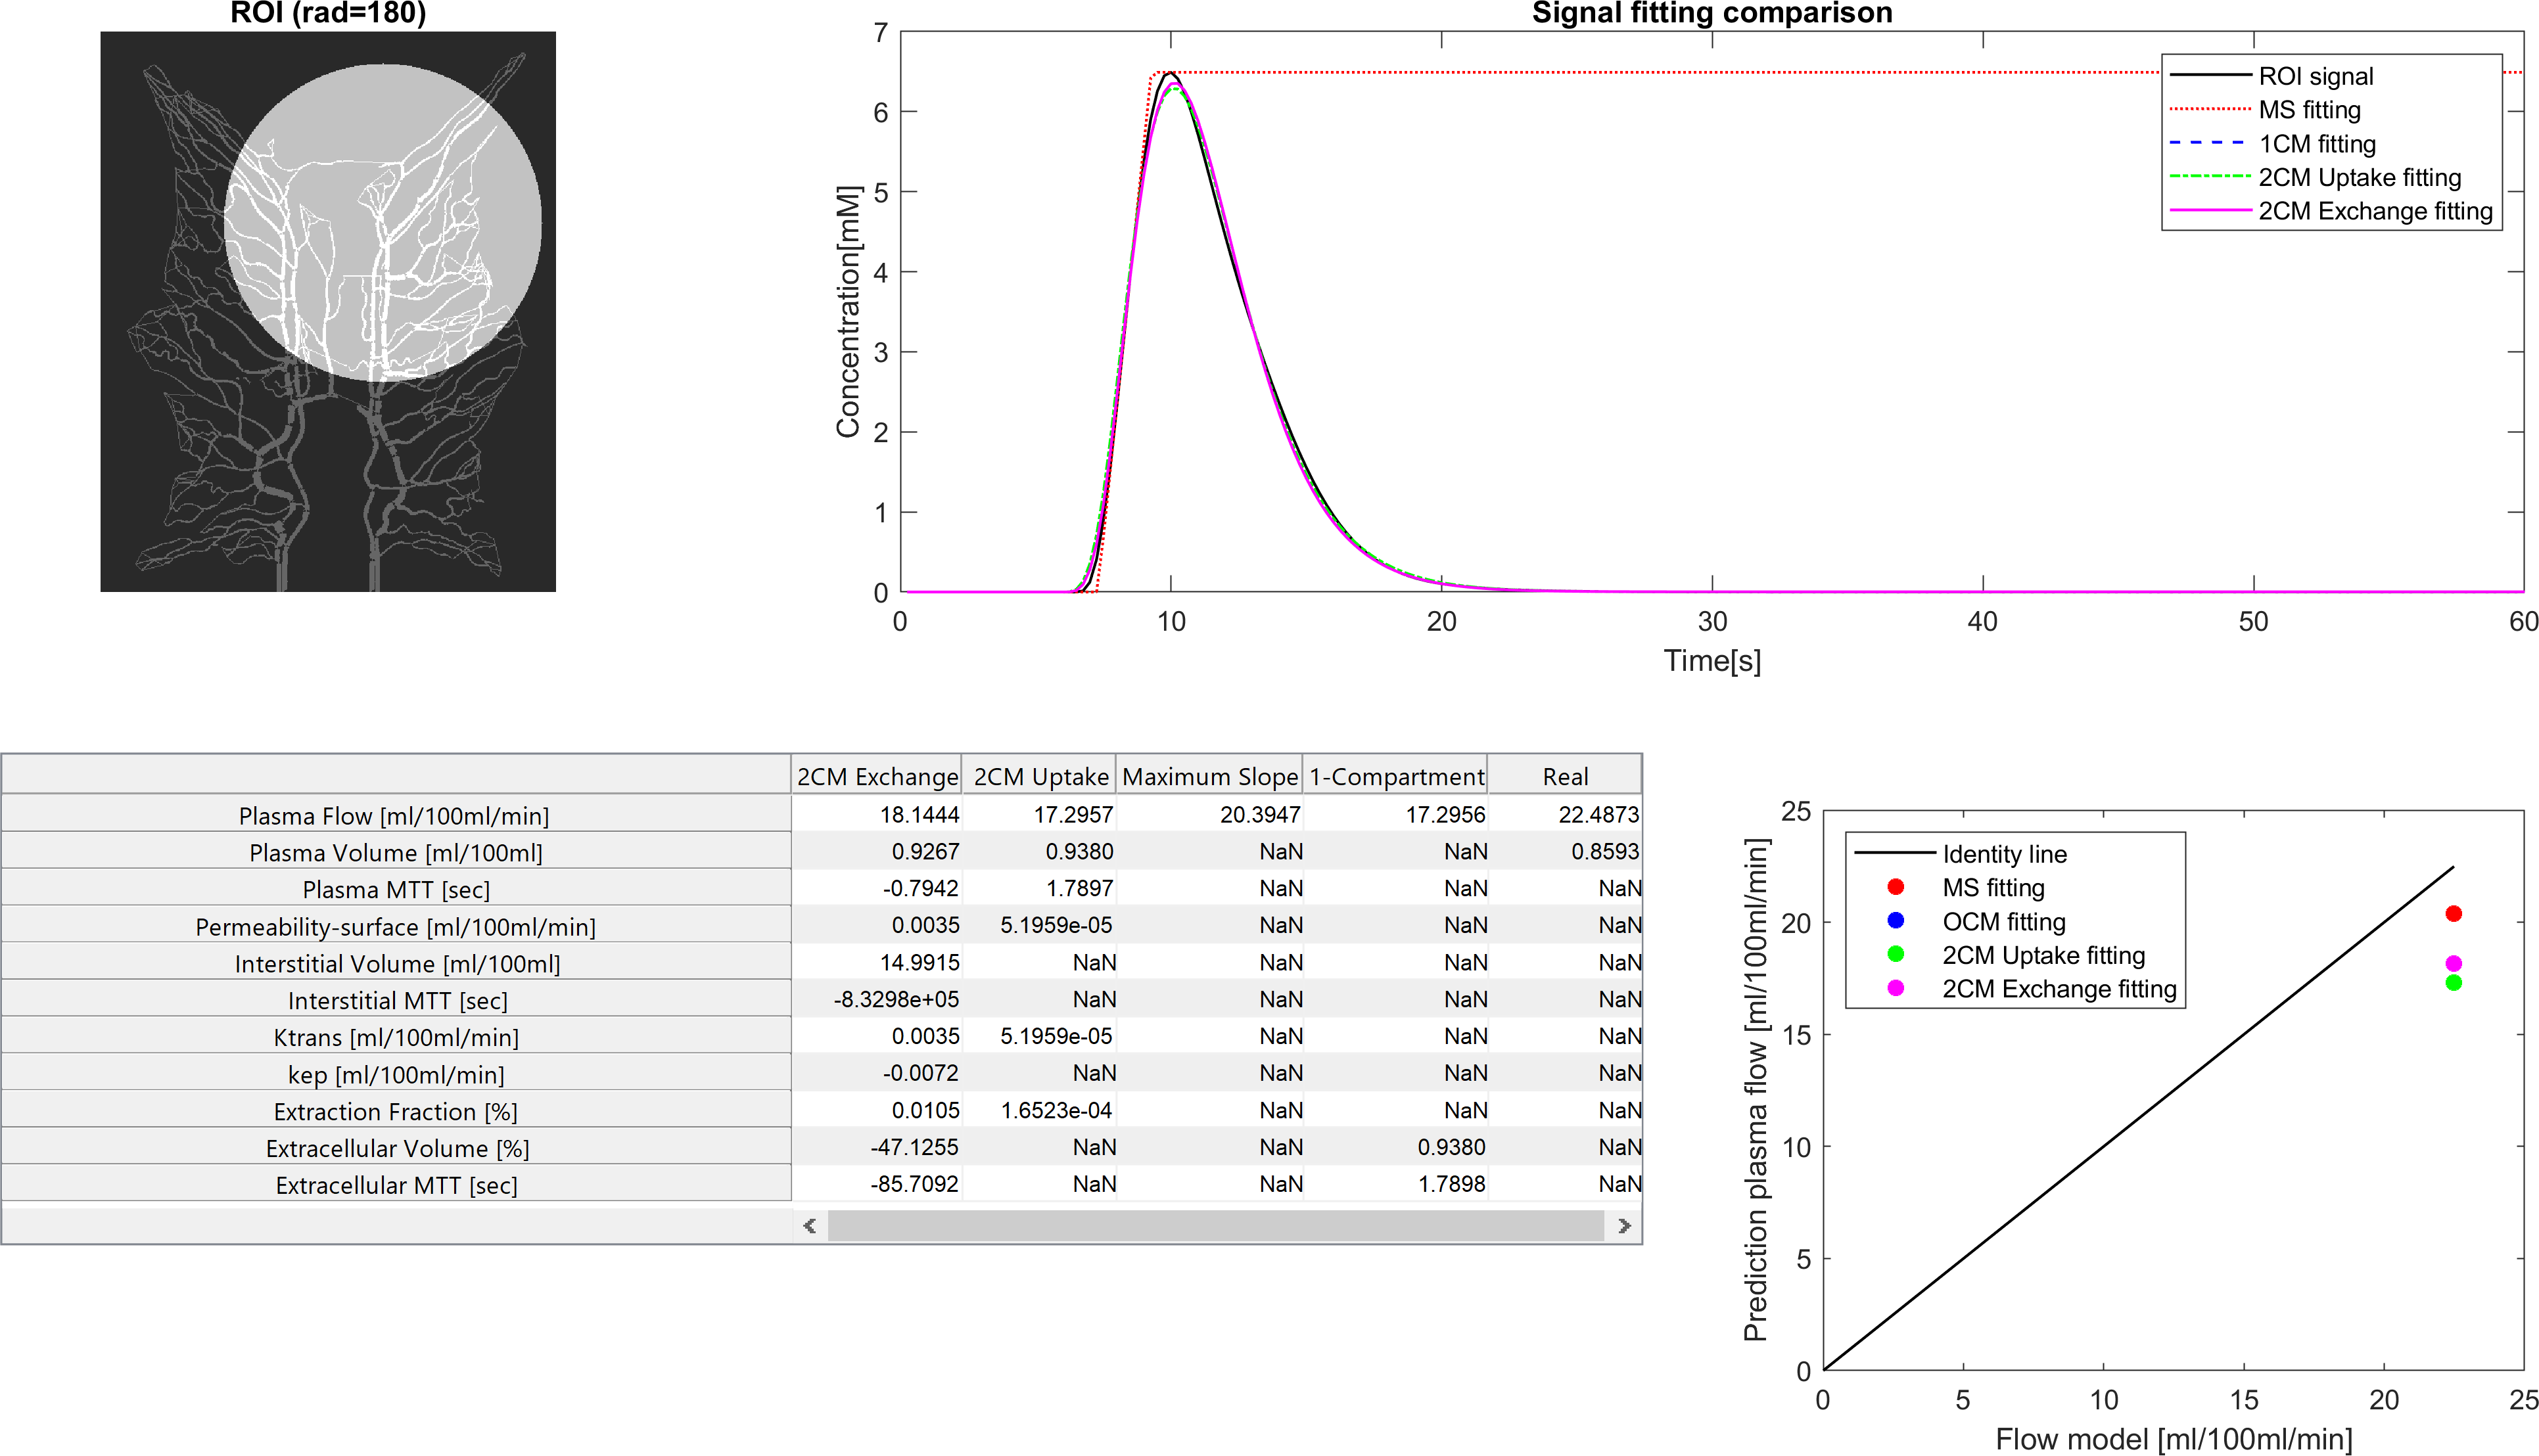 ROI (rad=180)
Signal fitting comparison
7
6
5
4
3
2
1
0
Concentration[mM]
0 10 20 30 40 50 60
Time[s]
ROI signal
MS fitting
1CM fitting
2CM Uptake fitting
2CM Exchange fitting
2CM Exchange 2CM Uptake Maximum Slope 1-Compartment Real
Plasma Flow [ml/100ml/min] 18.1444 17.2957 20.3947 17.2956 22.4873
Plasma Volume [ml/100ml] 0.9267 0.9380 NaN NaN 0.8593
Plasma MTT [sec] -0.7942 1.7897 NaN NaN NaN
Permeability-surface [ml/100ml/min] 0.0035 5.1959e-05 NaN NaN NaN
Interstitial Volume [ml/100ml] 14.9915 NaN NaN NaN NaN
Interstitial MTT [sec] -8.3298e+05 NaN NaN NaN NaN
Ktrans [ml/100ml/min] 0.0035 5.1959e-05 NaN NaN NaN
kep [ml/100ml/min] -0.0072 NaN NaN NaN NaN
Extraction Fraction [%] 0.0105 1.6523e-04 NaN NaN NaN
Extracellular Volume [%] -47.1255 NaN NaN 0.9380 NaN
Extracellular MTT [sec] -85.7092 NaN NaN 1.7898 NaN
25
20
15
10
5
0
Prediction plasma flow [ml/100ml/min]
Identity line
MS fitting
OCM fitting
2CM Uptake fitting
2CM Exchange fitting
0 5 10 15 20 25
Flow model [ml/100ml/min]